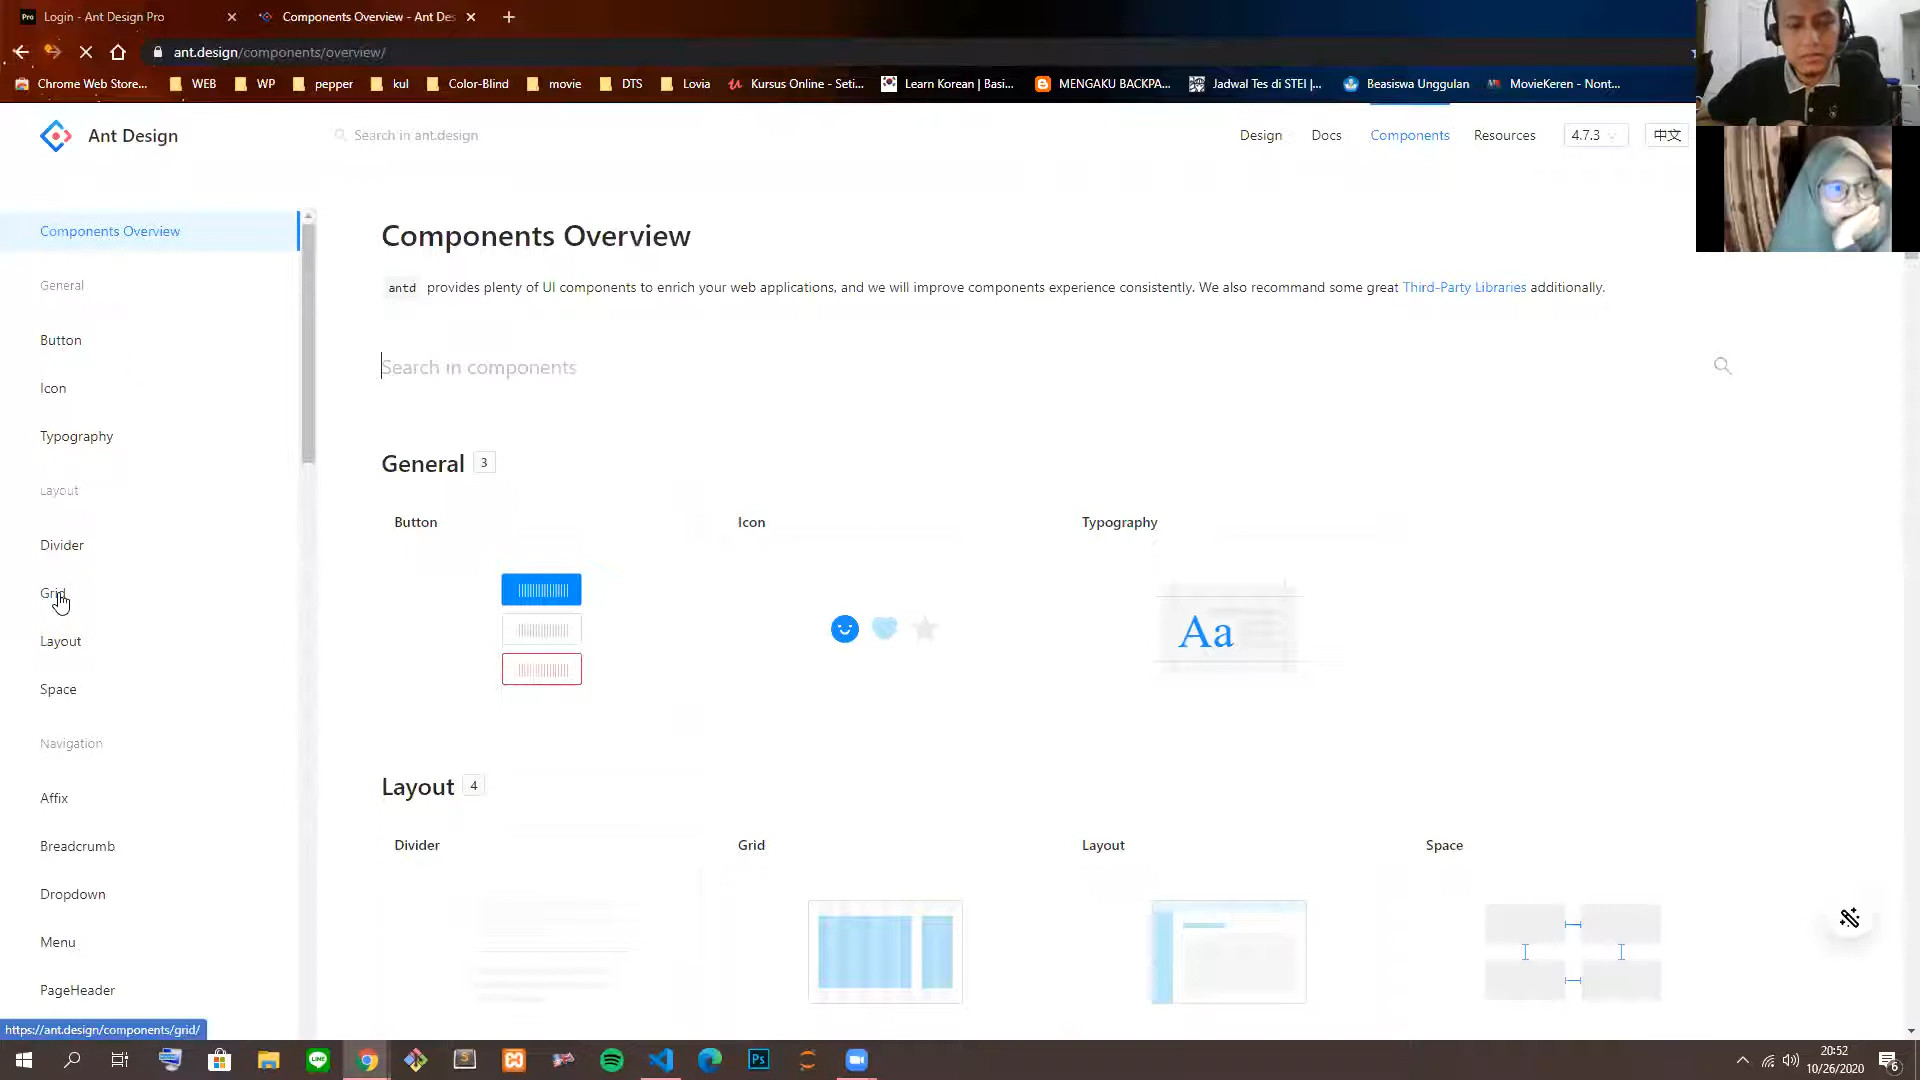 Login - Ant Design Pro
Components Overview - Ant Des
ant.design/components/overview/
Chrome Web Store...
WEB
WP
pepper
kul
Color-Blind
movie
DTS
Lovia
Kursus Online - Seti...
Learn Korean | Basi...
MENGAKU BACKPA...
Jadwal Tes di STEI |...
Beasiswa Unggulan
MovieKeren - Nont...
Ant Design
Search in ant.design
Design
Docs
Components
Resources
4.7.3
中文
Components Overview
General
Button
Icon
Typography
Layout
Divider
Grid
Layout
Space
Navigation
Affix
Breadcrumb
Dropdown
Menu
PageHeader
Components Overview
antd provides plenty of UI components to enrich your web applications, and we will improve components experience consistently. We also recommand some great Third-Party Libraries additionally.
Search in components
General 3
Button
Icon
Typography
Aa
Layout 4
Divider
Grid
Layout
Space
https://ant.design/components/grid/
Ps
20:52
10/26/2020
6